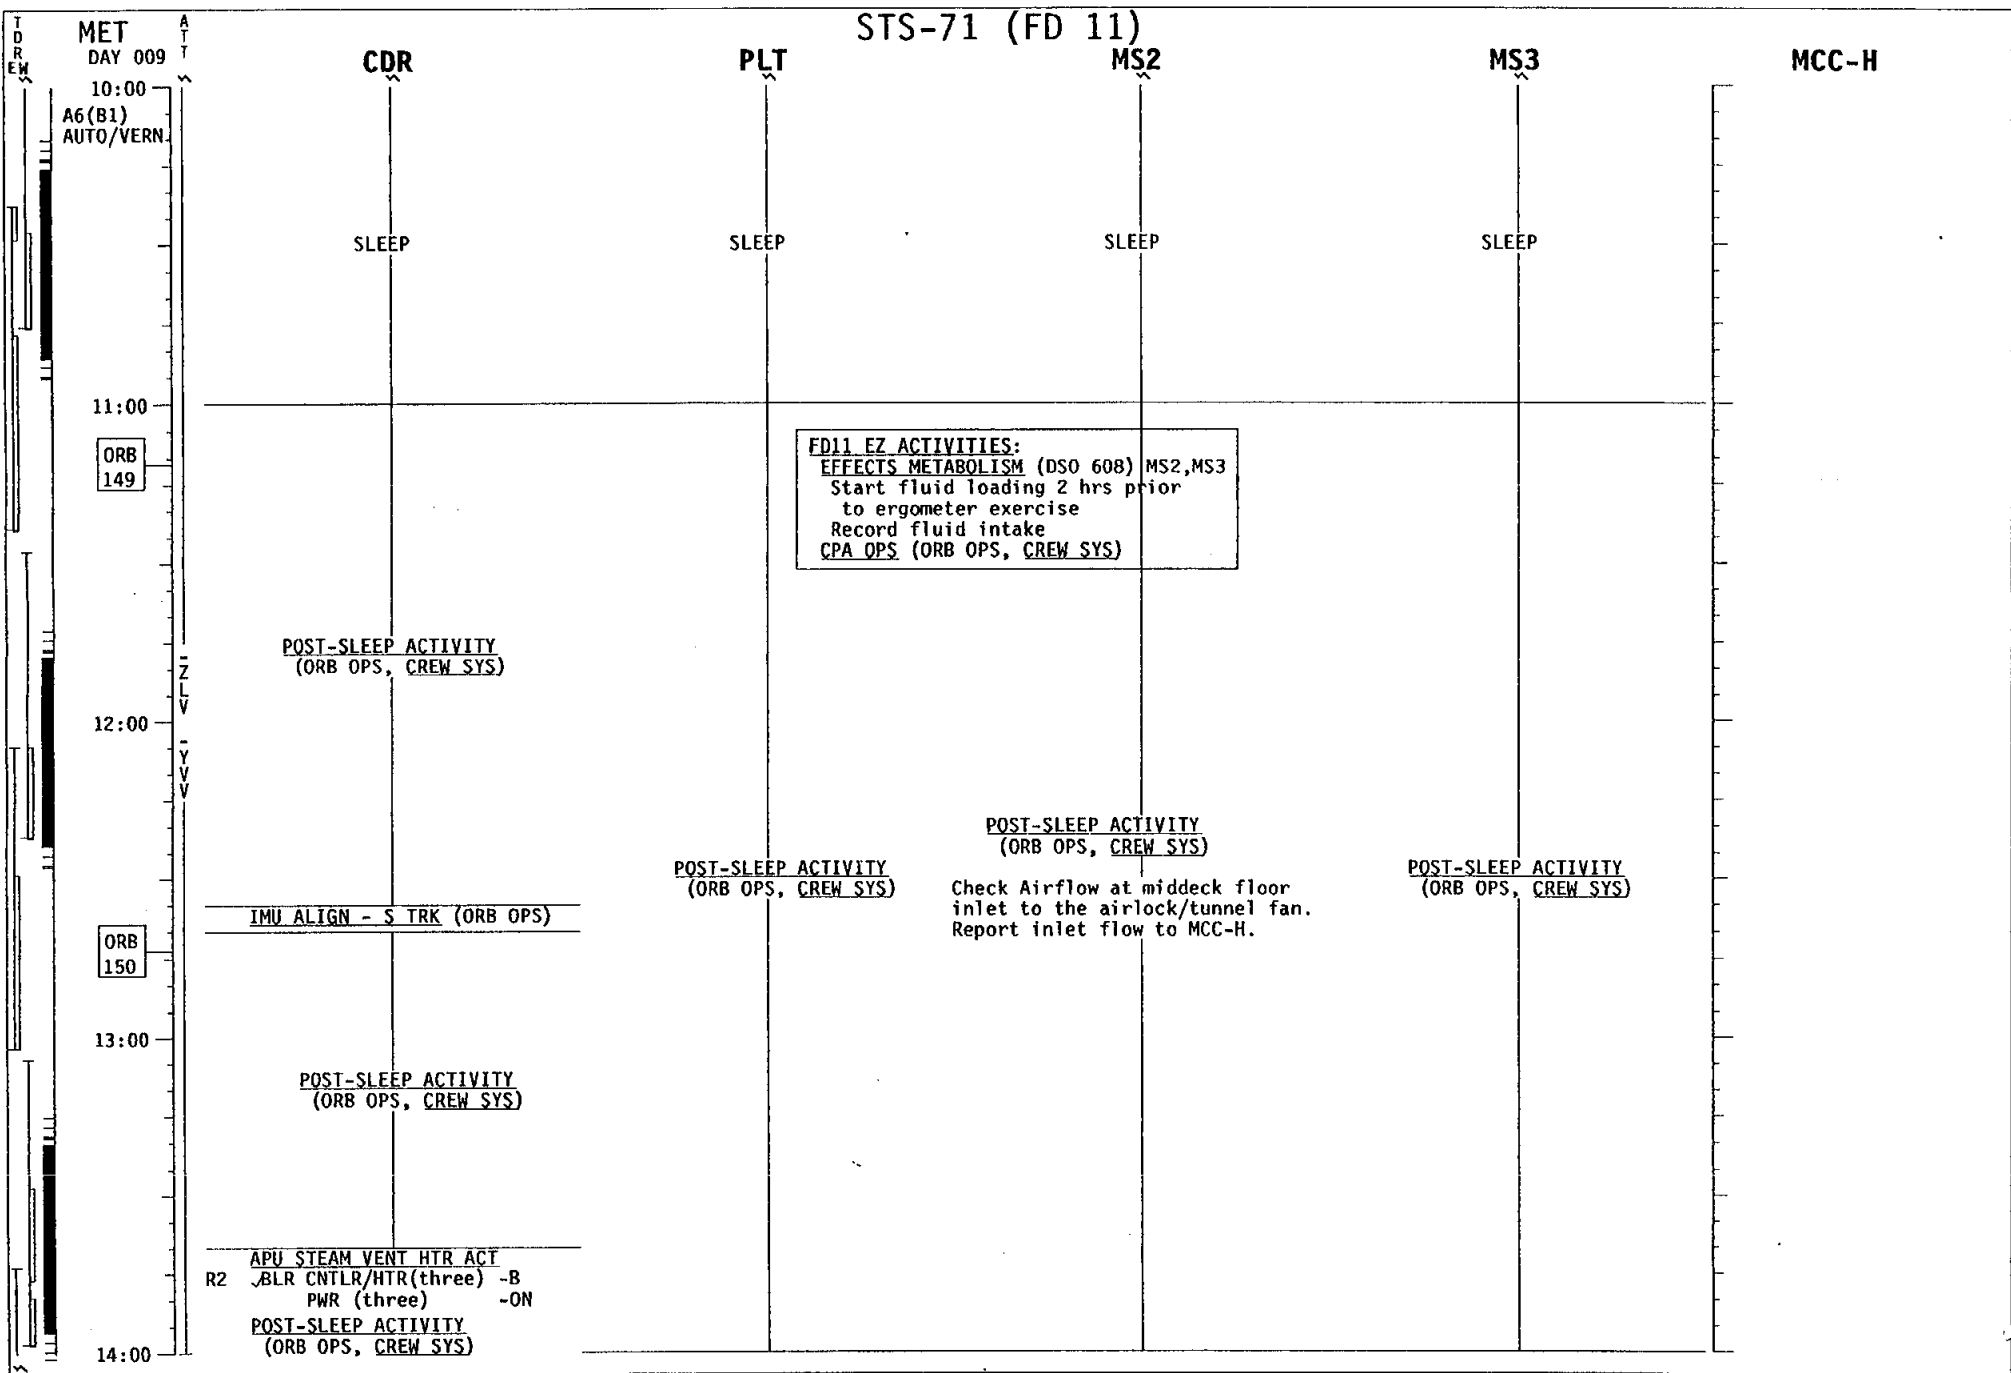 STS-71 (FD 11)
TDREW
MET
DAY 009
ATT
CDR
PLT
MS2
MS3
MCC-H
10:00
A6(B1)
AUTO/VERN
SLEEP
SLEEP
SLEEP
SLEEP
11:00
ORB
149
FD11 EZ ACTIVITIES:
EFFECTS METABOLISM (DSO 608) MS2,MS3
Start fluid loading 2 hrs prior
to ergometer exercise
Record fluid intake
CPA OPS (ORB OPS, CREW SYS)
POST-SLEEP ACTIVITY
(ORB OPS, CREW SYS)
-ZLV
12:00
-YVV
POST-SLEEP ACTIVITY
(ORB OPS, CREW SYS)
POST-SLEEP ACTIVITY
(ORB OPS, CREW SYS)
Check Airflow at middeck floor
inlet to the airlock/tunnel fan.
Report inlet flow to MCC-H.
POST-SLEEP ACTIVITY
(ORB OPS, CREW SYS)
IMU ALIGN - S TRK (ORB OPS)
ORB
150
13:00
POST-SLEEP ACTIVITY
(ORB OPS, CREW SYS)
APU STEAM VENT HTR ACT
R2 √BLR CNTLR/HTR(three) -B
PWR (three) -ON
POST-SLEEP ACTIVITY
(ORB OPS, CREW SYS)
14:00